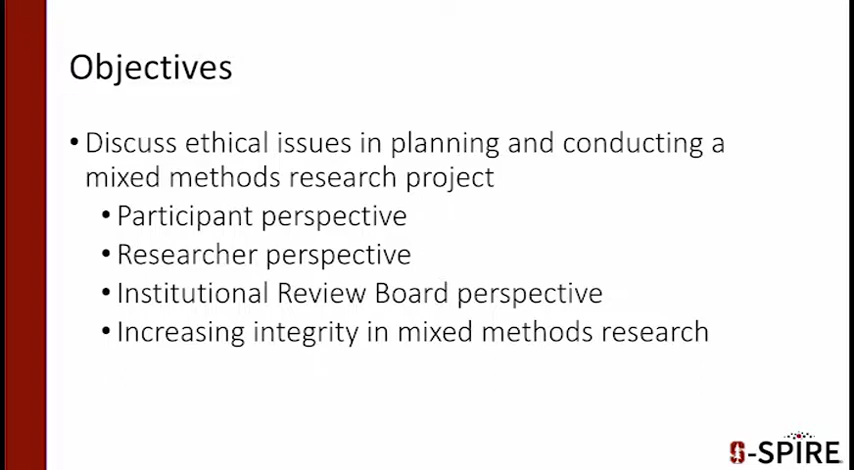 Objectives
• Discuss ethical issues in planning and conducting a
mixed methods research project
• Participant perspective
• Researcher perspective
• Institutional Review Board perspective
• Increasing integrity in mixed methods research
S-SPIRE